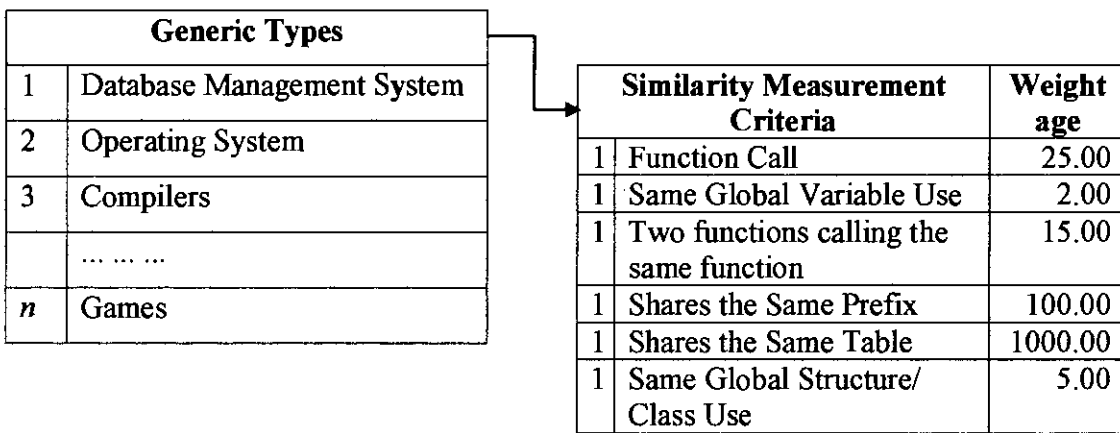 Generic Types
1 Database Management System
2 Operating System
3 Compilers
... ... ...
n Games
Similarity Measurement Weight
Criteria age
1 Function Call 25.00
1 Same Global Variable Use 2.00
1 Two functions calling the 15.00
same function
1 Shares the Same Prefix 100.00
1 Shares the Same Table 1000.00
1 Same Global Structure/ 5.00
Class Use